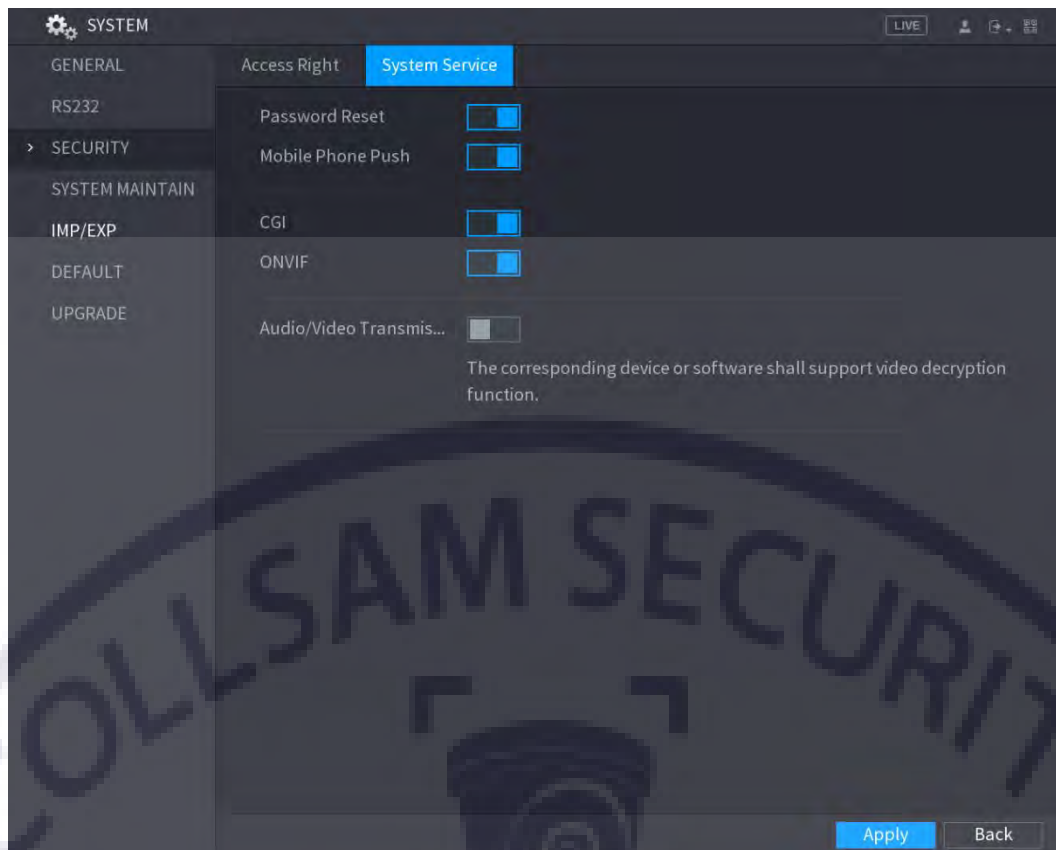 SYSTEM
LIVE
GENERAL
RS232
SECURITY
SYSTEM MAINTAIN
IMP/EXP
DEFAULT
UPGRADE
Access Right
System Service
Password Reset
Mobile Phone Push
CGI
ONVIF
Audio/Video Transmis...
The corresponding device or software shall support video decryption
function.
OLLSAM SECURIT
Apply
Back